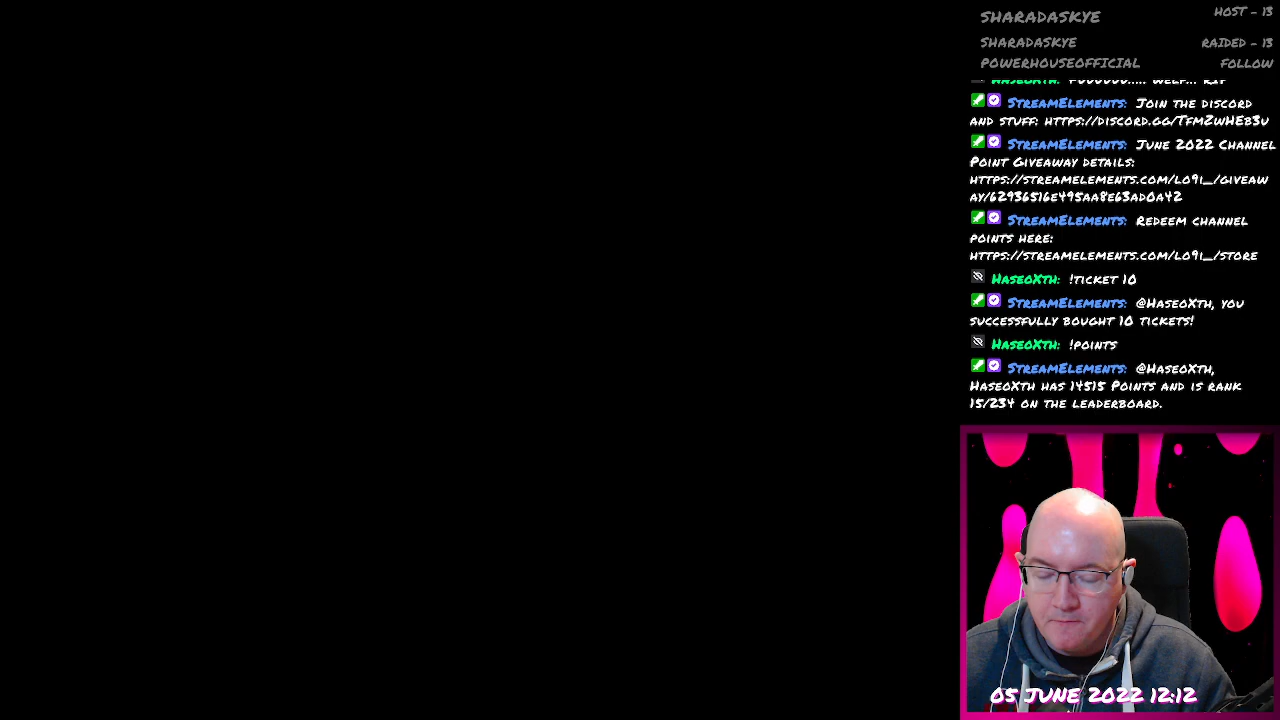 SHARADASKYE HOST - 13
SHARADASKYE RAIDED - 13
POWERHOUSEOFFICIAL FOLLOW
StreamElements: Join the discord
and stuff: https://discord.gg/TfmZwHE83u
StreamElements: June 2022 Channel
Point Giveaway details:
https://streamelements.com/lo9i_/giveaw
ay/62936516e495aa8e63ad0a42
StreamElements: Redeem channel
points here:
https://streamelements.com/lo9i_/store
HaseoXth: !ticket 10
StreamElements: @HaseoXth, you
successfully bought 10 tickets!
HaseoXth: !points
StreamElements: @HaseoXth,
HaseoXth has 14515 Points and is rank
15/234 on the leaderboard.
05 JUNE 2022 12:12